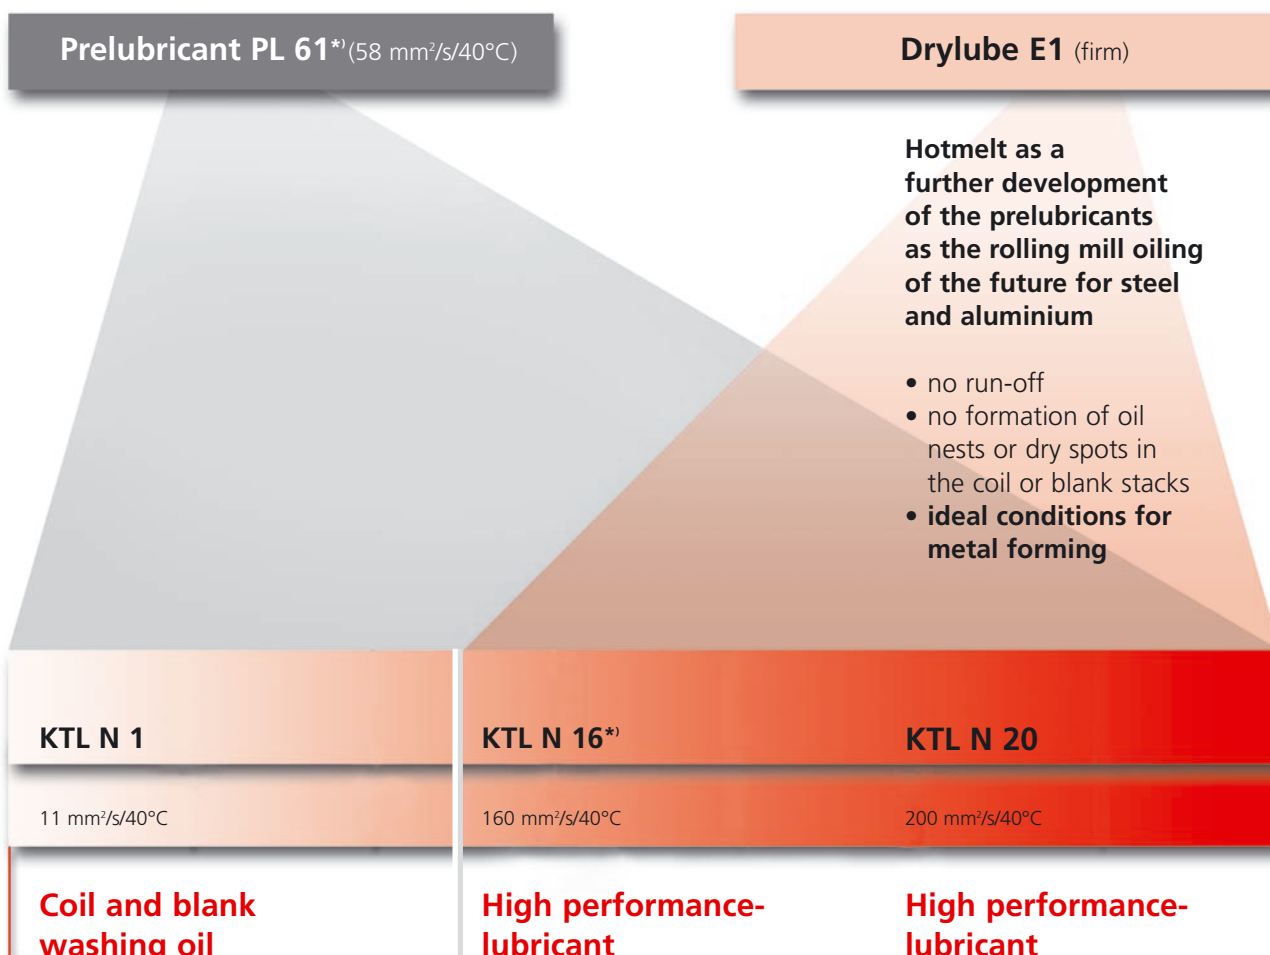 Prelubricant PL 61*) (58 mm²/s/40°C)
Drylube E1 (firm)
Hotmelt as a
further development
of the prelubricants
as the rolling mill oiling
of the future for steel
and aluminium
• no run-off
• no formation of oil
nests or dry spots in
the coil or blank stacks
• ideal conditions for
metal forming
KTL N 1
KTL N 16*)
KTL N 20
11 mm²/s/40°C
160 mm²/s/40°C
200 mm²/s/40°C
Coil and blank
washing oil
High performance-
lubricant
High performance-
lubricant